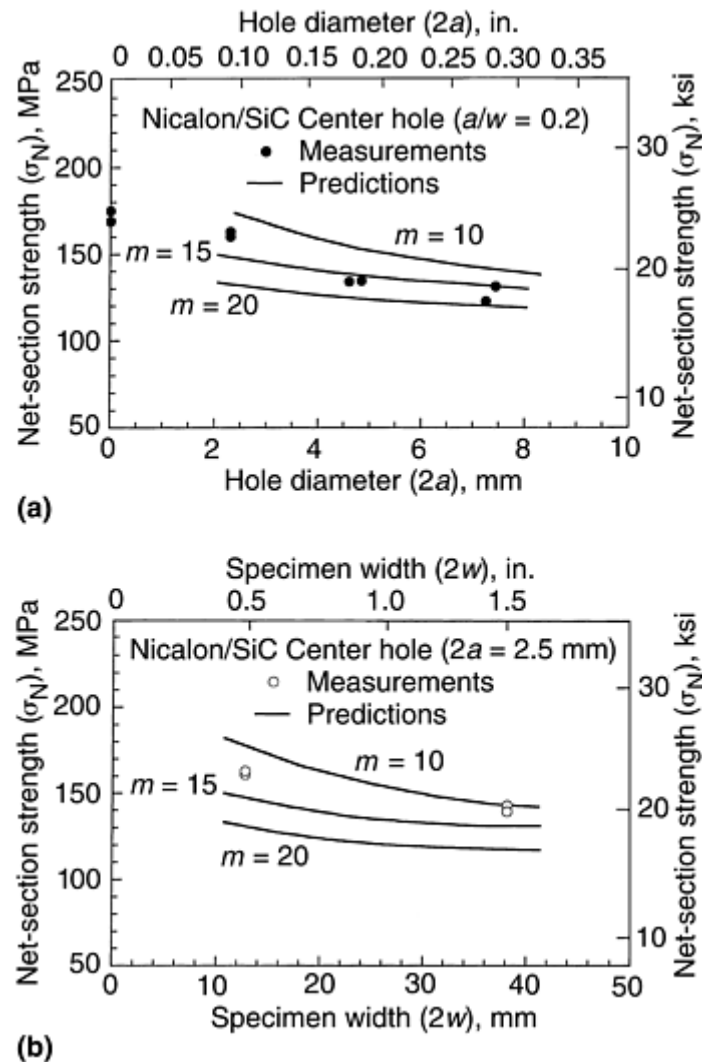 Hole diameter (2a), in.
0 0.05 0.10 0.15 0.20 0.25 0.30 0.35
Net-section strength (σN), MPa
250
200
150
100
50
Nicalon/SiC Center hole (a/w = 0.2)
Measurements
Predictions
m = 10
m = 15
m = 20
30
20
10
Net-section strength (σN), ksi
0 2 4 6 8 10
Hole diameter (2a), mm
(a)
Specimen width (2w), in.
0 0.5 1.0 1.5
Net-section strength (σN), MPa
250
200
150
100
50
Nicalon/SiC Center hole (2a = 2.5 mm)
Measurements
Predictions
m = 10
m = 15
m = 20
30
20
10
Net-section strength (σN), ksi
0 10 20 30 40 50
Specimen width (2w), mm
(b)